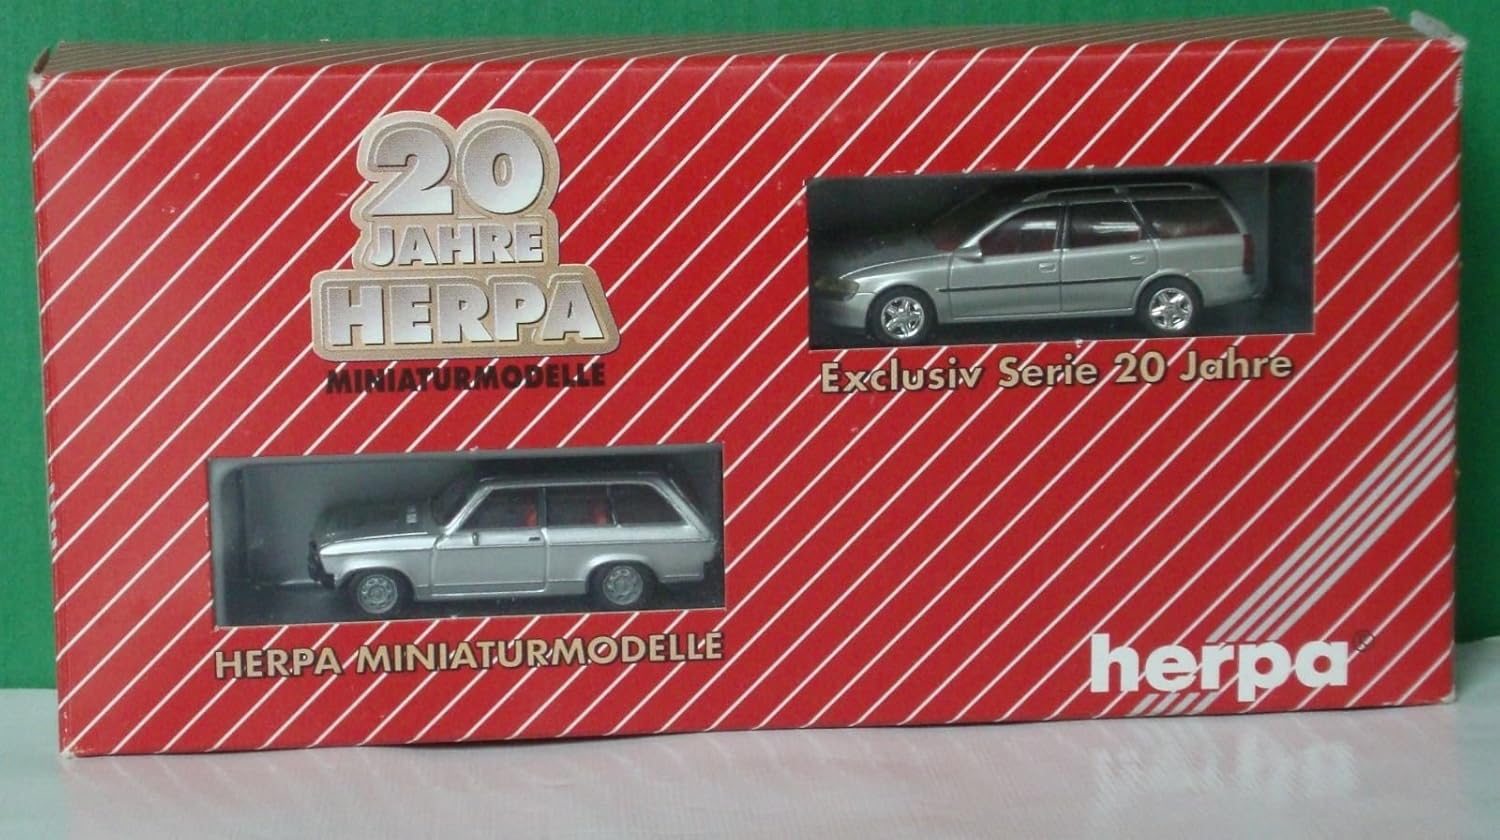 20
JAHRE
HERPA
MINIATURMODELLE
Exclusiv Serie 20 Jahre
HERPA MINIATURMODELLE
herpa®